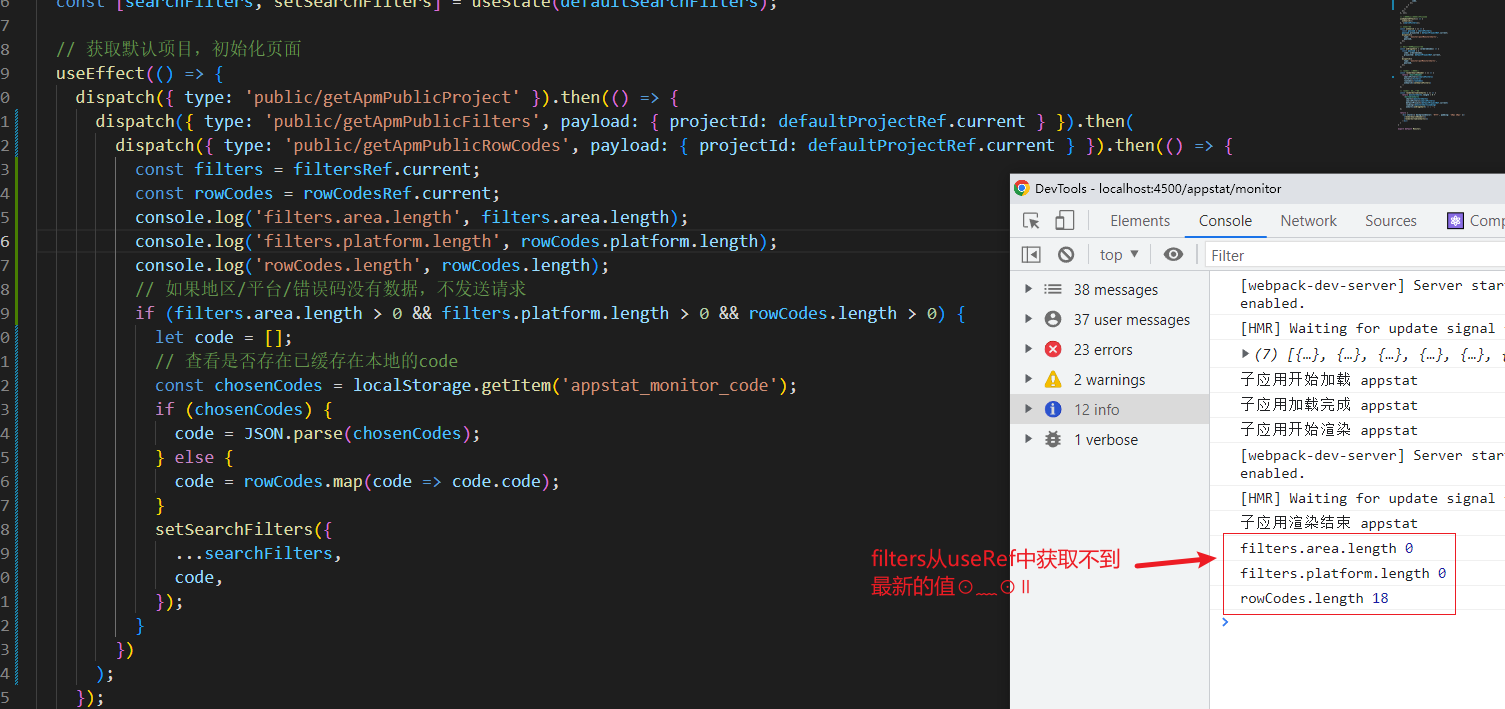 6 const [searchFilters, setSearchFilters] = useState(defaultSearchFilters);
7
8 // 获取默认项目，初始化页面
9 useEffect(() => {
0 dispatch({ type: 'public/getApmPublicProject' }).then(() => {
1 dispatch({ type: 'public/getApmPublicFilters', payload: { projectId: defaultProjectRef.current } }).then(
2 dispatch({ type: 'public/getApmPublicRowCodes', payload: { projectId: defaultProjectRef.current } }).then(() => {
3 const filters = filtersRef.current;
4 const rowCodes = rowCodesRef.current;
5 console.log('filters.area.length', filters.area.length);
6 console.log('filters.platform.length', rowCodes.platform.length);
7 console.log('rowCodes.length', rowCodes.length);
8 // 如果地区/平台/错误码没有数据，不发送请求
9 if (filters.area.length > 0 && filters.platform.length > 0 && rowCodes.length > 0) {
0 let code = [];
1 // 查看是否存在已缓存在本地的code
2 const chosenCodes = localStorage.getItem('appstat_monitor_code');
3 if (chosenCodes) {
4 code = JSON.parse(chosenCodes);
5 } else {
6 code = rowCodes.map(code => code.code);
7 }
8 setSearchFilters({
9 ...searchFilters,
0 code,
1 });
2 }
3 })
4 );
5 });
filters从useRef中获取不到
最新的值⊙﹏⊙‖
DevTools - localhost:4500/appstat/monitor
Elements Console Network Sources Comp
top ▼ Filter
38 messages
37 user messages
23 errors
2 warnings
12 info
1 verbose
[webpack-dev-server] Server star
enabled.
[HMR] Waiting for update signal
(7) [{…}, {…}, {…}, {…}, {…}, {
子应用开始加载 appstat
子应用加载完成 appstat
子应用开始渲染 appstat
[webpack-dev-server] Server star
enabled.
[HMR] Waiting for update signal
子应用渲染结束 appstat
filters.area.length 0
filters.platform.length 0
rowCodes.length 18